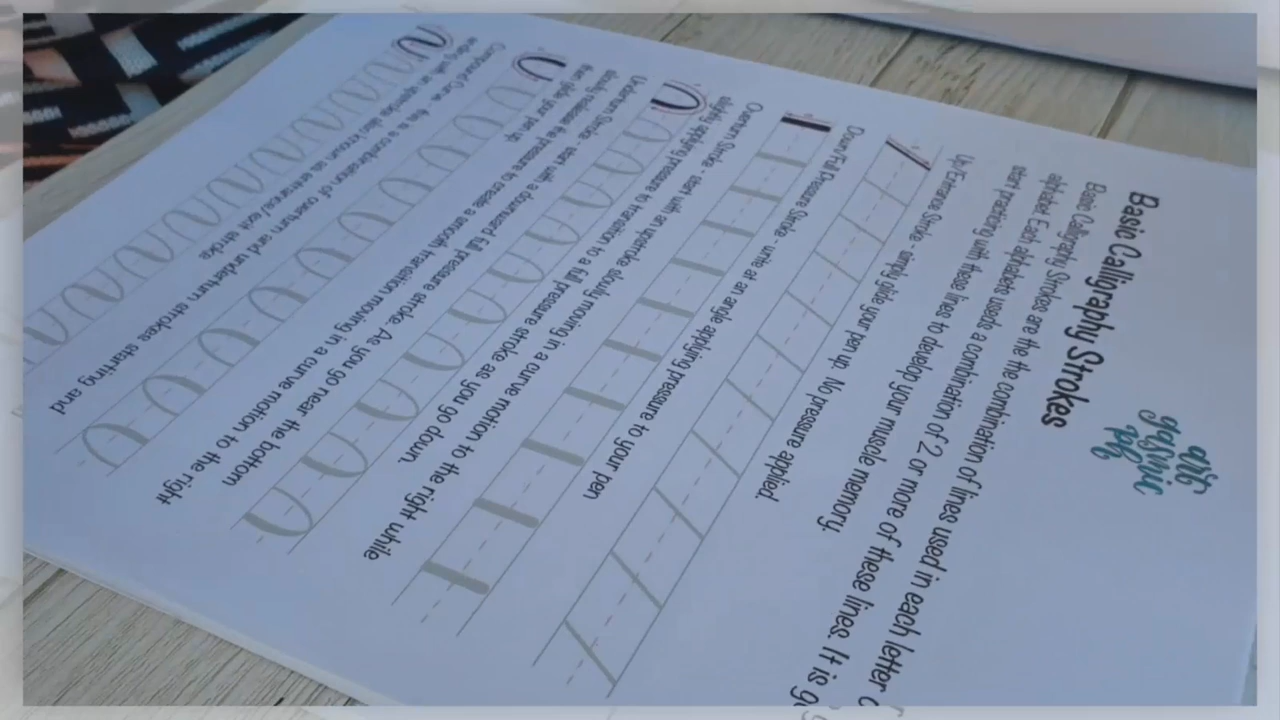 art
gasmic
ph
Basic Calligraphy Strokes
Basic Calligraphy Strokes are the the combination of lines used in each letter
alphabet. Each alphabets needs a combination of 2 or more of these lines. It is
start practicing with these lines to develop your muscle memory.
Up/Entrance Stroke - simply glide your pen up. No pressure applied.
Down/Full Pressure Stroke - write at an angle applying pressure to your pen
Overturn Stroke - start with an upstroke slowly moving in a curve motion to the right while
slightly applying pressure to transition to a full pressure stroke as you go down.
Underturn Stroke - start with a downward full pressure stroke. As you go near the bottom
slowly release the pressure to create a smooth transition moving in a curve motion to the right
then glide your pen up
Compound Curve - this is a combination of overturn and underturn strokes starting and
ending with an upstroke also known as entrance/exit stroke